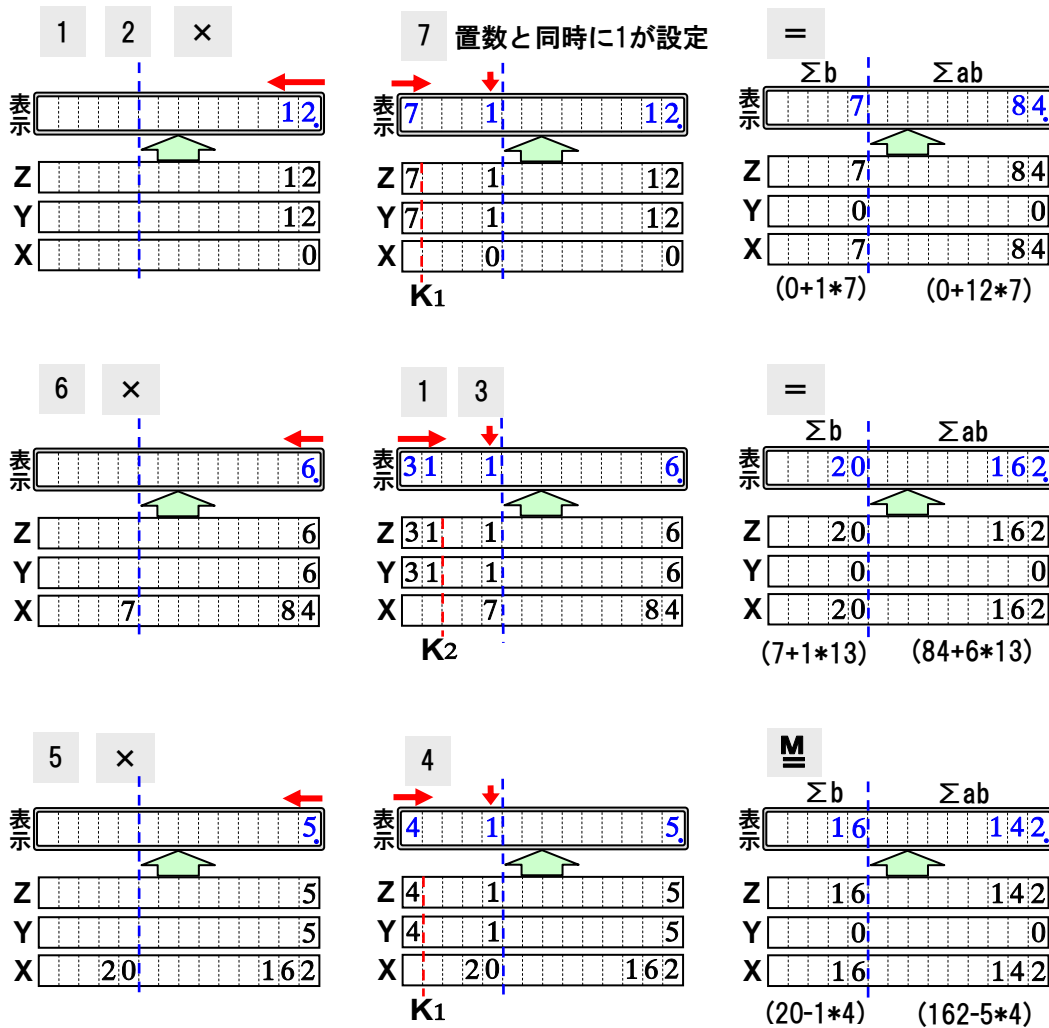 1 2 ×
表示 12.
Z 12
Y 12
X 0
7 置数と同時に1が設定
7 1 12.
Z 7 1 12
Y 7 1 12
X 0 0
K1
=
Σb Σab
表示 7 84.
Z 7 84
Y 0 0
X 7 84
(0+1*7) (0+12*7)
6 ×
表示 6.
Z 6
Y 6
X 7 84
1 3
31 1 6.
Z 31 1 6
Y 31 1 6
X 7 84
K2
=
Σb Σab
表示 20 162.
Z 20 162
Y 0 0
X 20 162
(7+1*13) (84+6*13)
5 ×
表示 5.
Z 5
Y 5
X 20 162
4
4 1 5.
Z 4 1 5
Y 4 1 5
X 20 162
K1
M
Σb Σab
表示 16 142.
Z 16 142
Y 0 0
X 16 142
(20-1*4) (162-5*4)